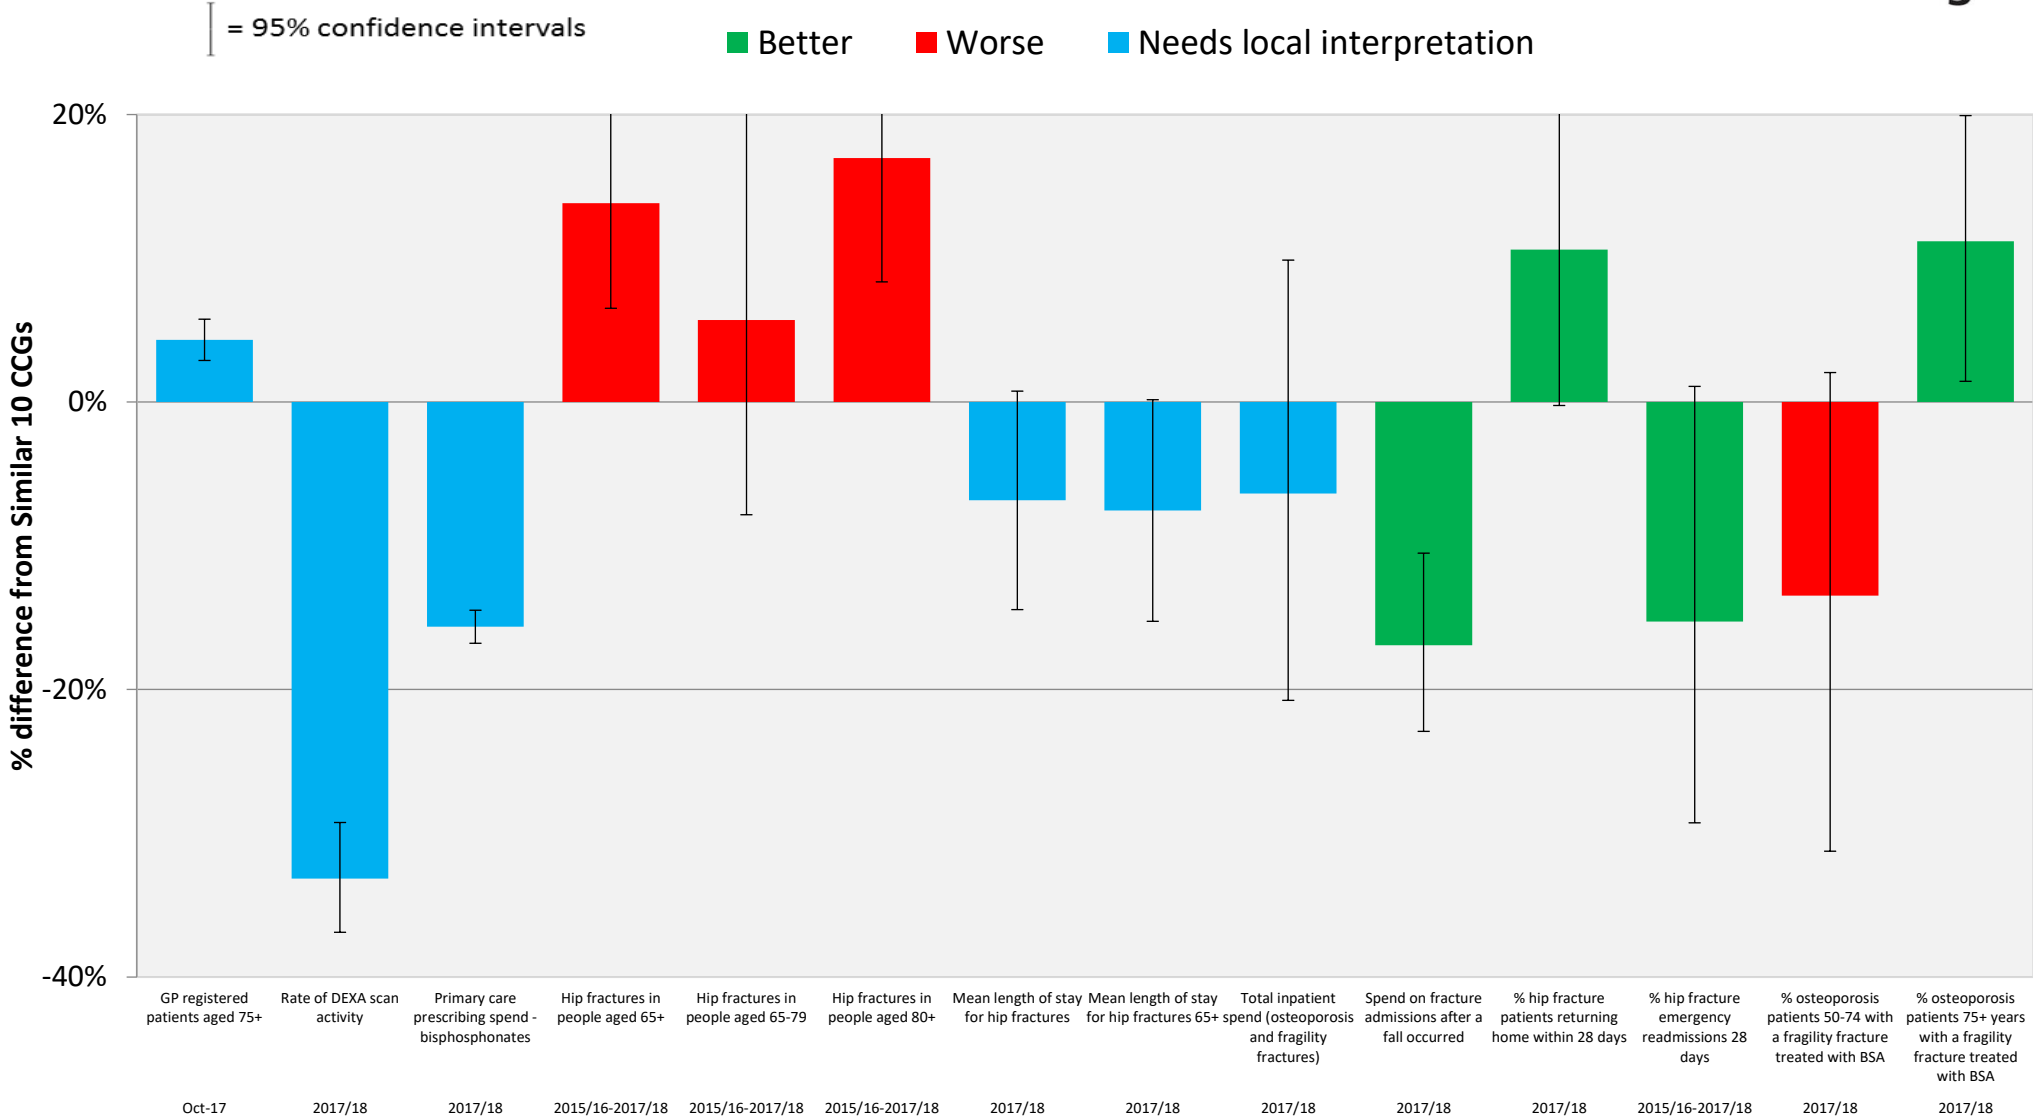 = 95% confidence intervals
Better Worse Needs local interpretation
% difference from Similar 10 CCGs
20%
0%
-20%
-40%
GP registered
patients aged 75+
Oct-17
Rate of DEXA scan
activity
2017/18
Primary care
prescribing spend -
bisphosphonates
2017/18
Hip fractures in
people aged 65+
2015/16-2017/18
Hip fractures in
people aged 65-79
2015/16-2017/18
Hip fractures in
people aged 80+
2015/16-2017/18
Mean length of stay
for hip fractures
2017/18
Mean length of stay
for hip fractures 65+
2017/18
Total inpatient
spend (osteoporosis
and fragility
fractures)
2017/18
Spend on fracture
admissions after a
fall occurred
2017/18
% hip fracture
patients returning
home within 28 days
2017/18
% hip fracture
emergency
readmissions 28
days
2015/16-2017/18
% osteoporosis
patients 50-74 with
a fragility fracture
treated with BSA
2017/18
% osteoporosis
patients 75+ years
with a fragility
fracture treated
with BSA
2017/18